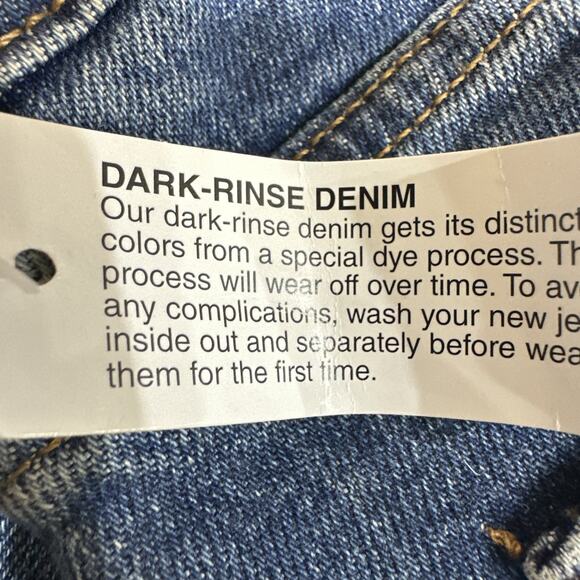 DARK-RINSE DENIM
Our dark-rinse denim gets its distinct
colors from a special dye process. Th
process will wear off over time. To avo
any complications, wash your new je
inside out and separately before wea
them for the first time.